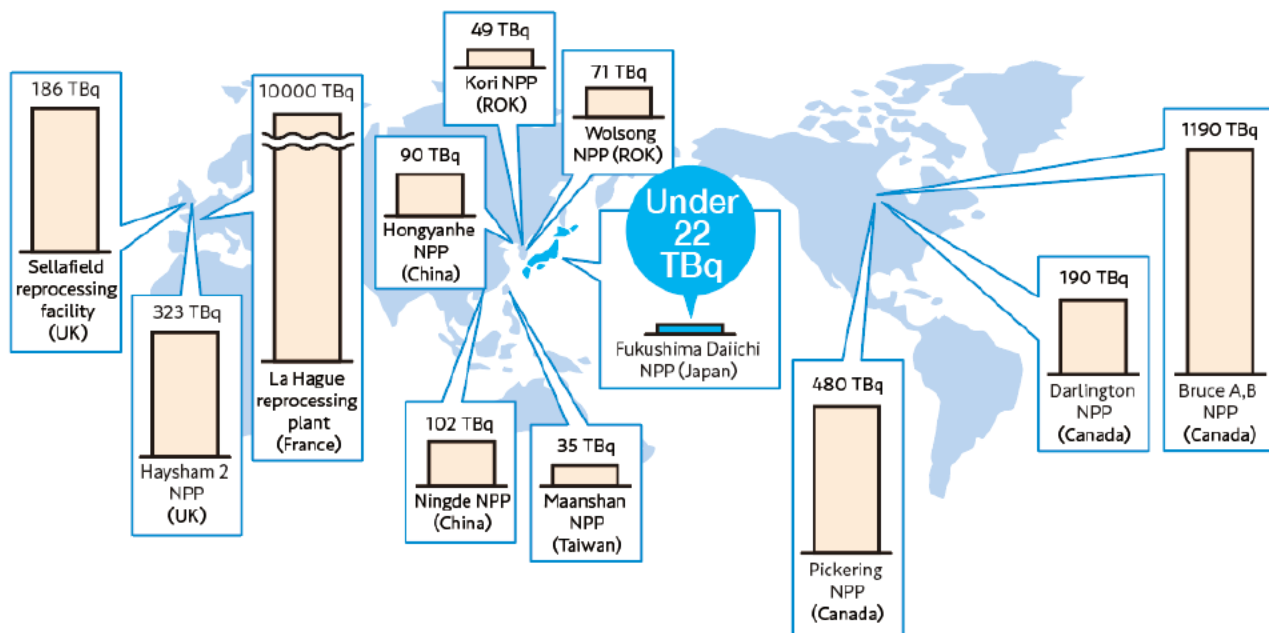 186 TBq
Sellafield
reprocessing
facility
(UK)
323 TBq
Haysham 2
NPP
(UK)
10000 TBq
La Hague
reprocessing
plant
(France)
49 TBq
Kori NPP
(ROK)
71 TBq
Wolsong
NPP (ROK)
90 TBq
Hongyanhe
NPP
(China)
Under
22
TBq
Fukushima Daiichi
NPP (Japan)
102 TBq
Ningde NPP
(China)
35 TBq
Maanshan
NPP
(Taiwan)
480 TBq
Pickering
NPP
(Canada)
190 TBq
Darlington
NPP
(Canada)
1190 TBq
Bruce A,B
NPP
(Canada)